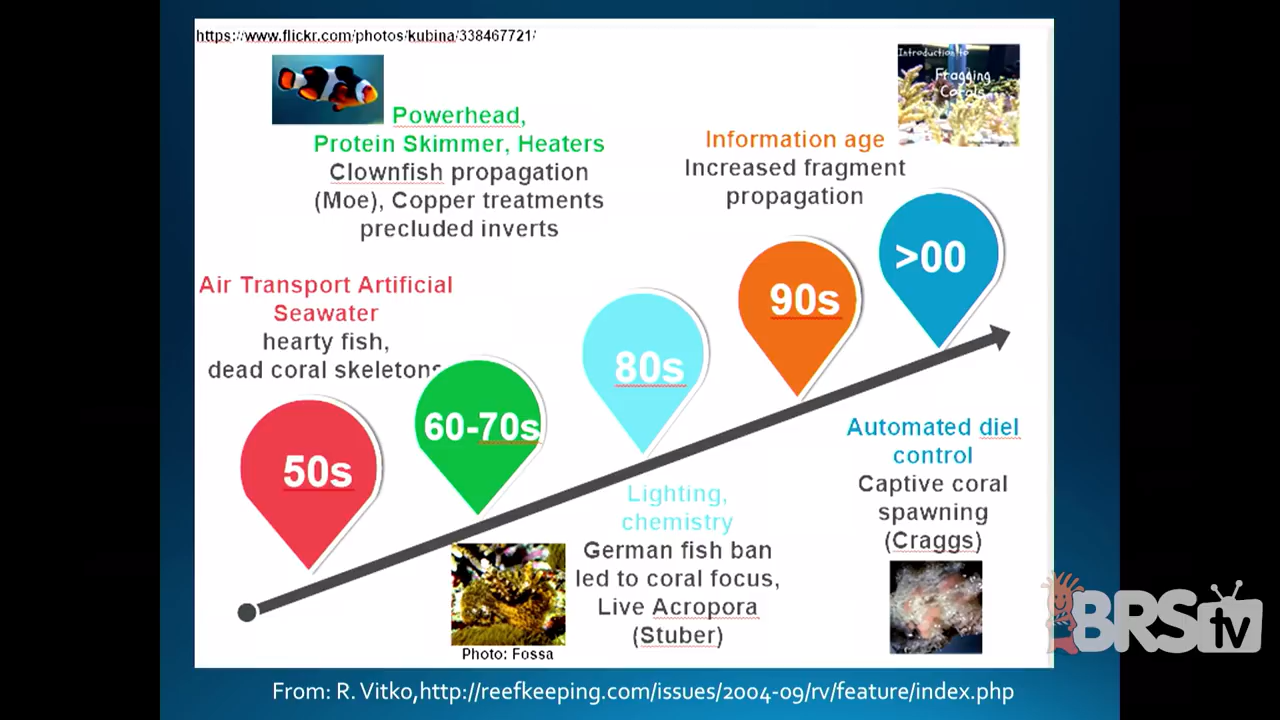 https://www.flickr.com/photos/kubina/338467721/
Introduction to
Fragging
Corals
Powerhead,
Protein Skimmer, Heaters
Clownfish propagation
(Moe), Copper treatments
precluded inverts
Information age
Increased fragment
propagation
>00
Air Transport Artificial
Seawater
hearty fish,
dead coral skeletons
90s
80s
60-70s
50s
Automated diel
control
Captive coral
spawning
(Craggs)
Lighting,
chemistry
German fish ban
led to coral focus,
Live Acropora
(Stuber)
Photo: Fossa
BRS tv
From: R. Vitko,http://reefkeeping.com/issues/2004-09/rv/feature/index.php